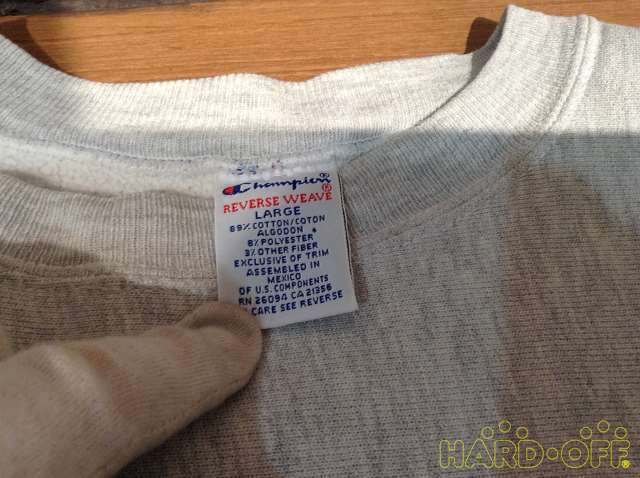 Champion®
REVERSE WEAVE®
LARGE
89% COTTON/COTON
ALGODON
8% POLYESTER
3% OTHER FIBER
EXCLUSIVE OF TRIM
ASSEMBLED IN
MEXICO
OF U.S. COMPONENTS
RN 26094 CA 21356
CARE SEE REVERSE
HARD·OFF®